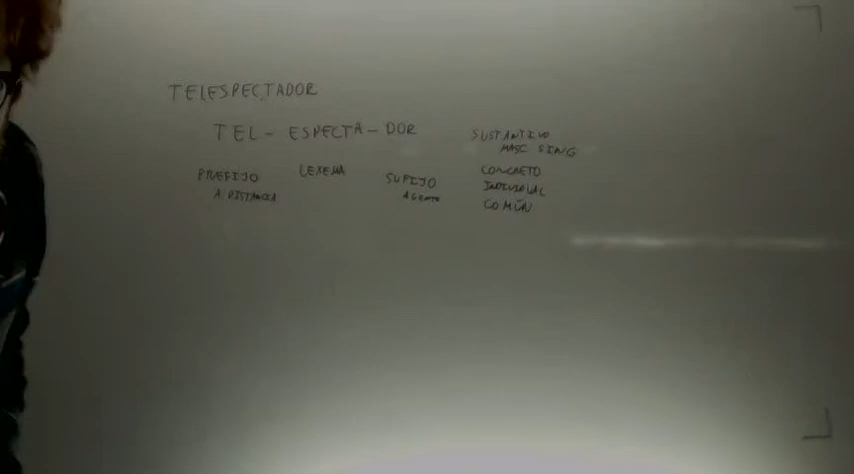 TELESPECTADOR
TEL - ESPECTA - DOR
SUSTANTIVO
MASC SING
PREFIJO
A DISTANCIA
LEXEMA
SUFIJO
AGENTE
CONCRETO
INDIVIDUAL
COMÚN